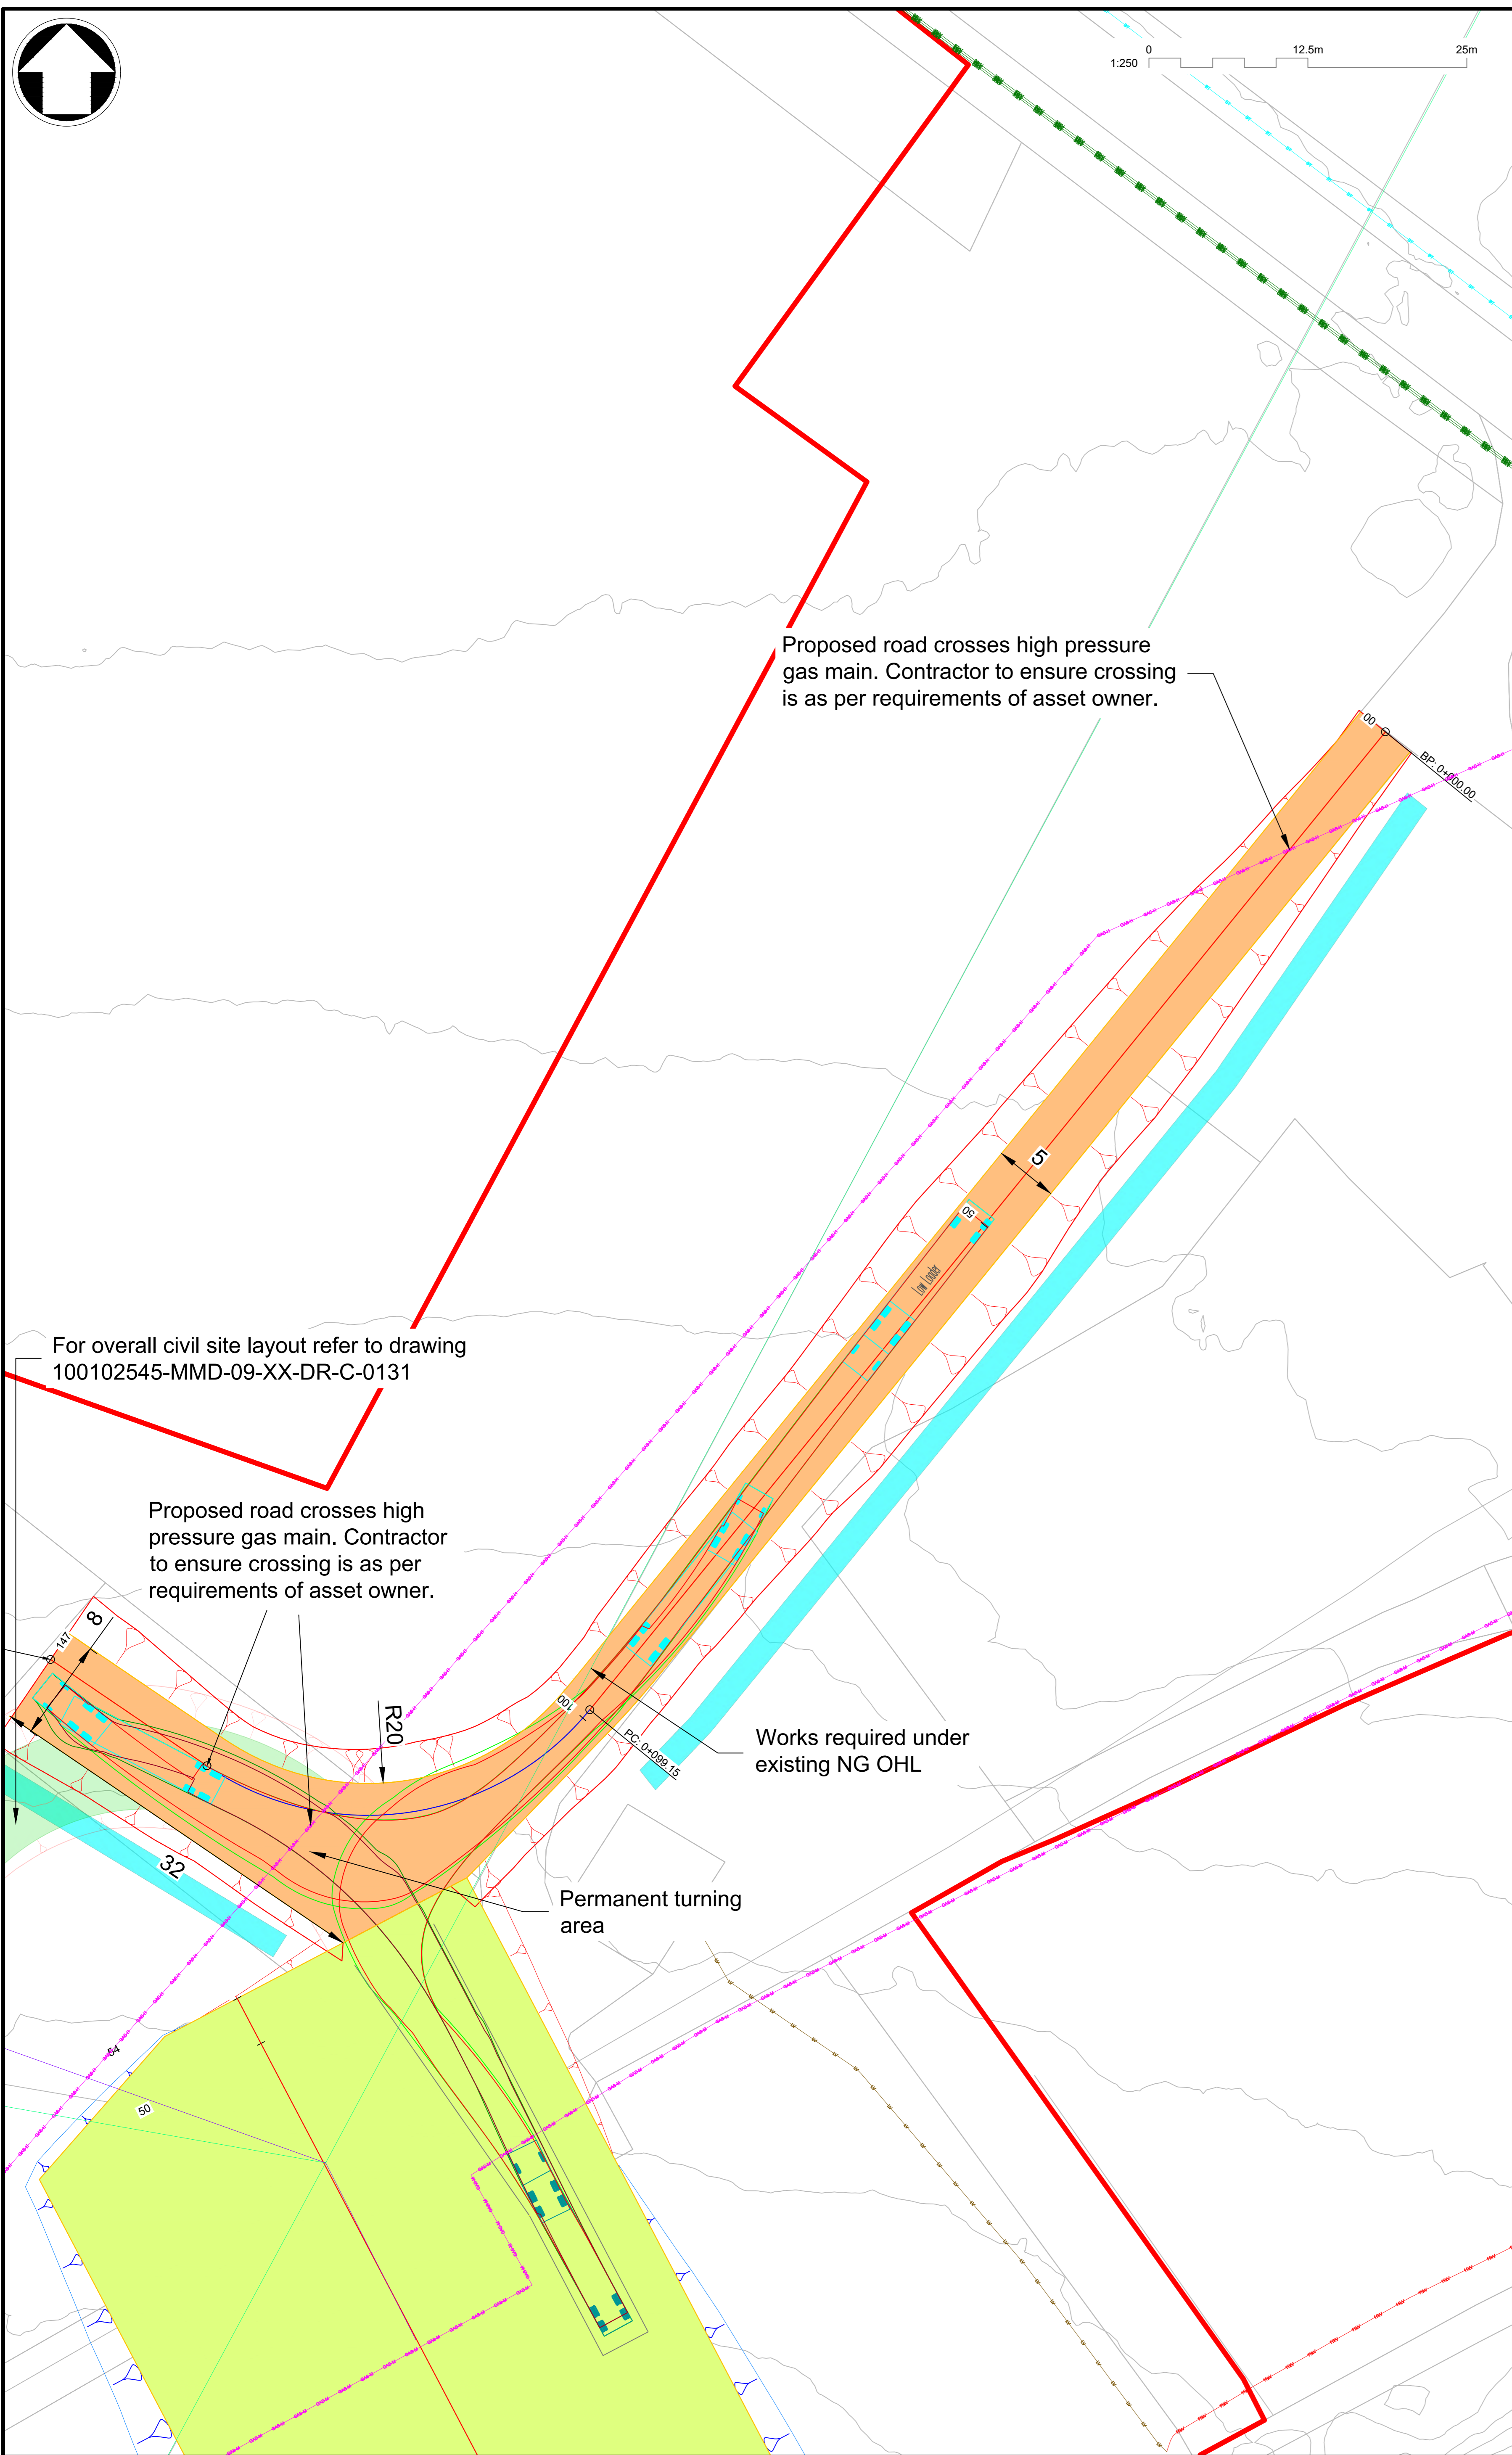 0 12.5m 25m
1:250
Proposed road crosses high pressure
gas main. Contractor to ensure crossing
is as per requirements of asset owner.
00
BP: 0+000.00
5
50
Low Loader
For overall civil site layout refer to drawing
100102545-MMD-09-XX-DR-C-0131
Proposed road crosses high
pressure gas main. Contractor
to ensure crossing is as per
requirements of asset owner.
8
147
R20
100
PC: 0+099.15
Works required under
existing NG OHL
32
Permanent turning
area
54
50